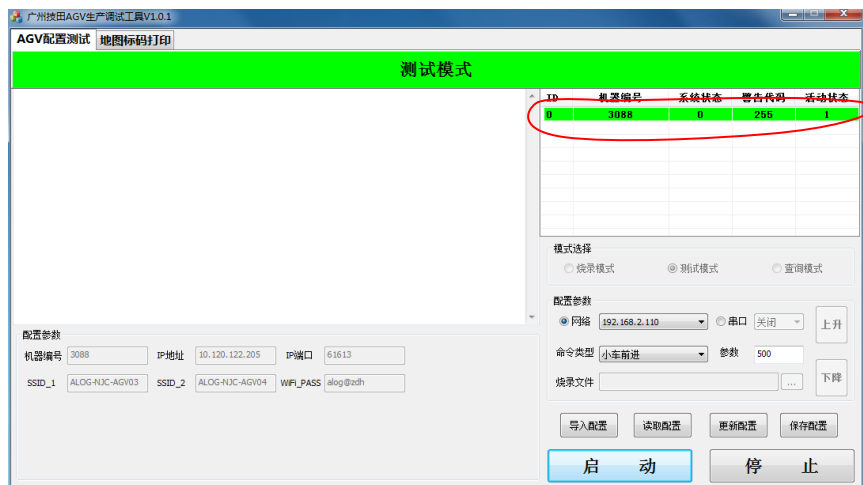 广州技田AGV生产调试工具V1.0.1
AGV配置测试 地图标码打印
测试模式
ID 机器编号 系统状态 警告代码 活动状态
0 3088 0 255 1
模式选择
烧录模式 测试模式 查询模式
配置参数
网络 192.168.2.110 串口 关闭 上升
命令类型 小车前进 参数 500
烧录文件 ... 下降
导入配置 读取配置 更新配置 保存配置
启 动 停 止
配置参数
机器编号 3088 IP地址 10.120.122.205 IP端口 61613
SSID_1 ALOG-NJC-AGV03 SSID_2 ALOG-NJC-AGV04 WiFi_PASS alog@zdh